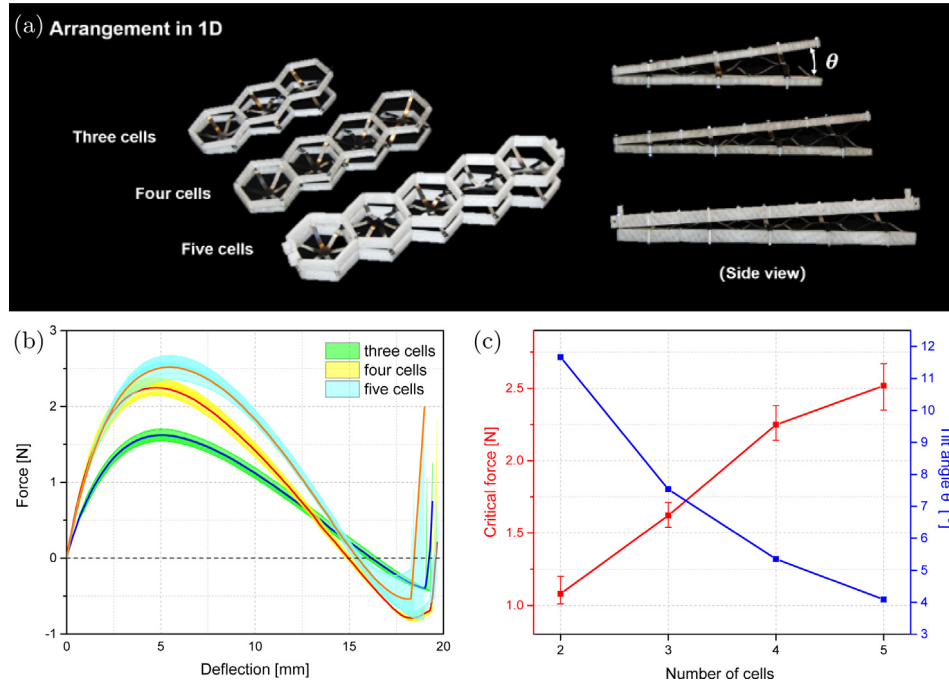 (a) Arrangement in 1D
θ
Three cells
Four cells
Five cells
(Side view)
(b)
3
2
1
0
-1
Force [N]
three cells
four cells
five cells
0
5
10
15
20
Deflection [mm]
(c)
2.5
2.0
1.5
1.0
Critical force [N]
12
11
10
9
8
7
6
5
4
3
Tilt angle θ [°]
2
3
4
5
Number of cells